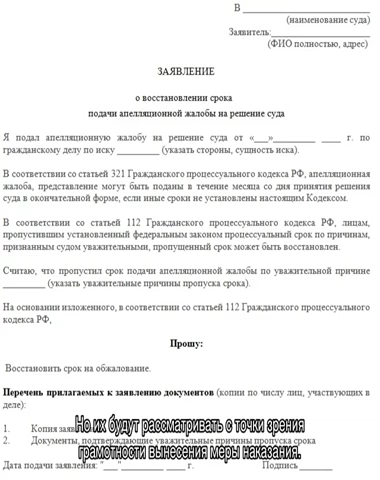 В ____________________
(наименование суда)
Заявитель:____________________
(ФИО полностью, адрес)
ЗАЯВЛЕНИЕ
о восстановлении срока
подачи апелляционной жалобы на решение суда
Я подал апелляционную жалобу на решение суда от «___»_________ ____ г. по
гражданскому делу по иску _________ (указать стороны, сущность иска).
В соответствии со статьей 321 Гражданского процессуального кодекса РФ, апелляционная
жалоба, представление могут быть поданы в течение месяца со дня принятия решения
суда в окончательной форме, если иные сроки не установлены настоящим Кодексом.
В соответствии со статьей 112 Гражданского процессуального кодекса РФ, лицам,
пропустившим установленный федеральным законом процессуальный срок по причинам,
признанным судом уважительными, пропущенный срок может быть восстановлен.
Считаю, что пропустил срок подачи апелляционной жалобы по уважительной причине
_________ (указать уважительные причины пропуска срока).
На основании изложенного, в соответствии со статьей 112 Гражданского процессуального
кодекса РФ,
Прошу:
Восстановить срок на обжалование.
Перечень прилагаемых к заявлению документов (копии по числу лиц, участвующих в
деле):
1. Копия
Но их будут рассматривать с точки зрения
2. Документы, подтверждающие уважительные причины пропуска срока
грамотности вынесения меры наказания.
Дата подачи заявления: "___"_________ ____ г. Подпись_______